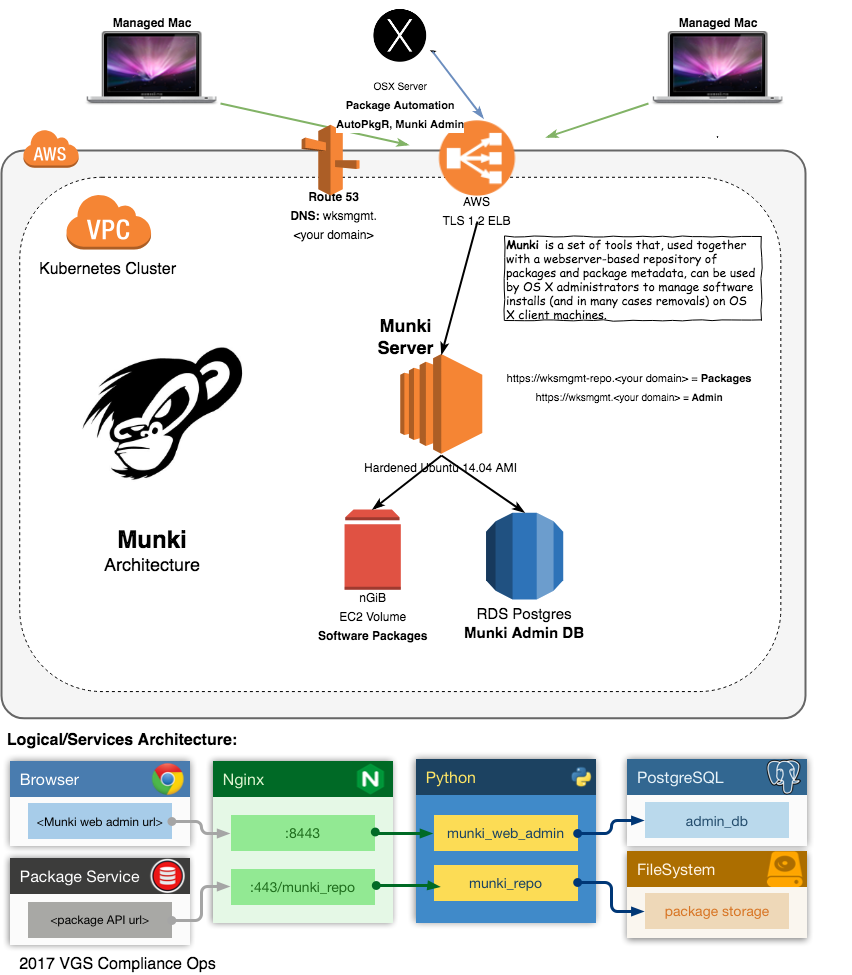 Managed Mac
Managed Mac
X
OSX Server
Package Automation
AutoPkgR, Munki Admin
AWS
Route 53
DNS: wksmgmt.
<your domain>
AWS
TLS 1.2 ELB
VPC
Kubernetes Cluster
Munki is a set of tools that, used together
with a webserver-based repository of
packages and package metadata, can be used
by OS X administrators to manage software
installs (and in many cases removals) on OS
X client machines.
Munki
Server
https://wksmgmt-repo.<your domain> = Packages
https://wksmgmt.<your domain> = Admin
Hardened Ubuntu 14.04 AMI
Munki
Architecture
nGiB
EC2 Volume
Software Packages
RDS Postgres
Munki Admin DB
Logical/Services Architecture:
Browser
<Munki web admin url>
Package Service
<package API url>
Nginx
N
:8443
:443/munki_repo
Python
munki_web_admin
munki_repo
PostgreSQL
admin_db
FileSystem
package storage
2017 VGS Compliance Ops